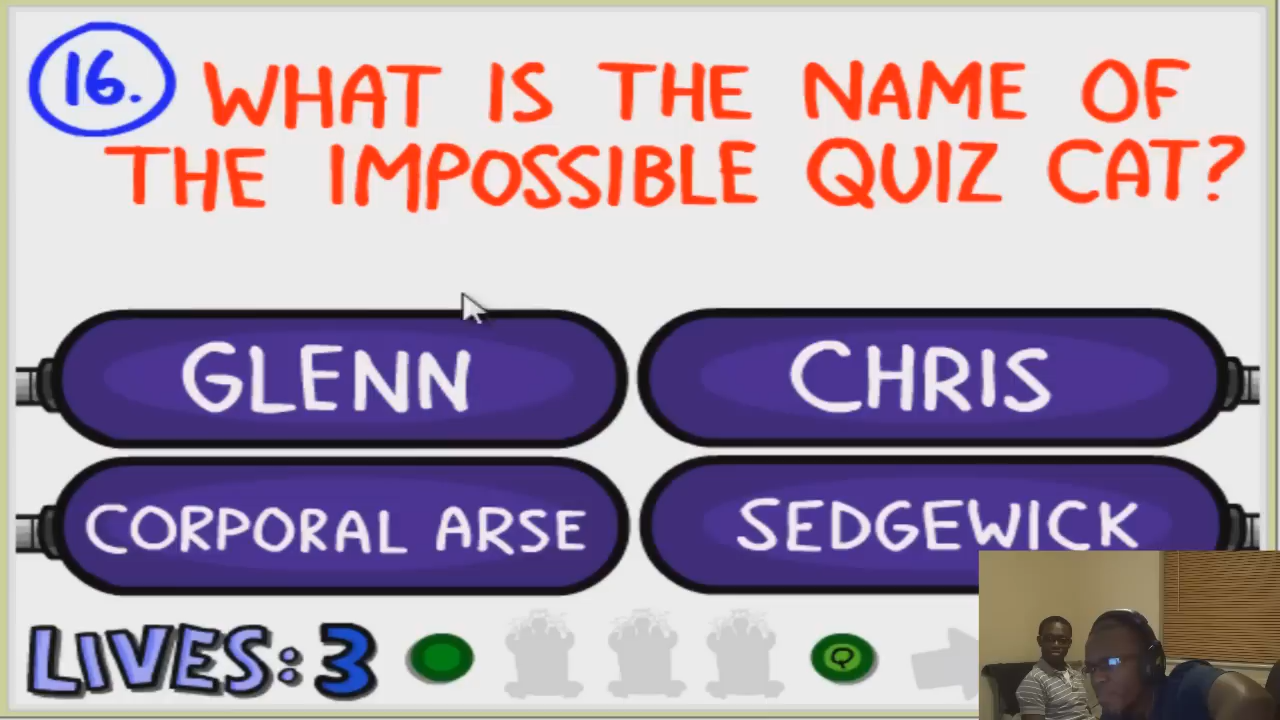 16. WHAT IS THE NAME OF
THE IMPOSSIBLE QUIZ CAT?
GLENN
CHRIS
CORPORAL ARSE
SEDGEWICK
LIVES: 3
Q